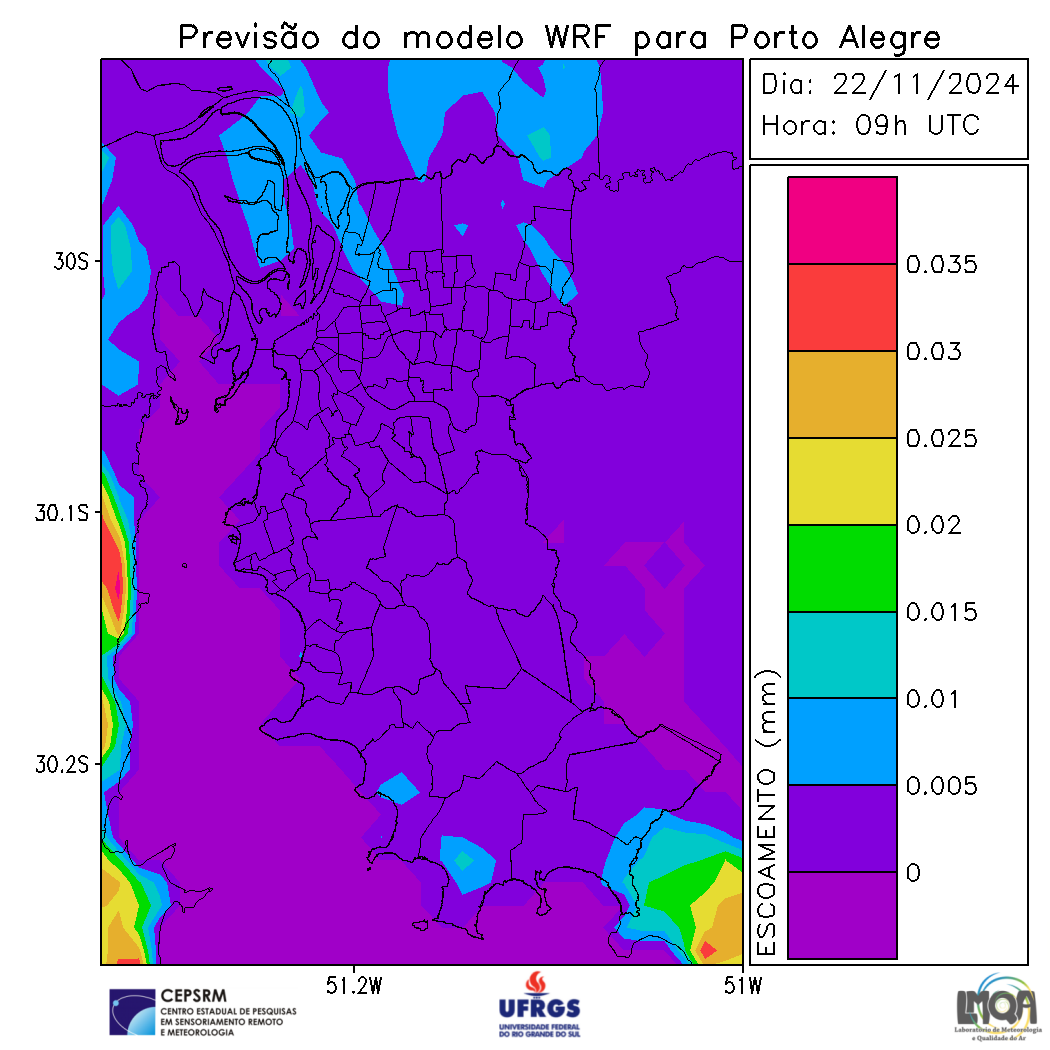 Previsão do modelo WRF para Porto Alegre
Dia: 22/11/2024
Hora: 09h UTC
30S
30.1S
30.2S
51.2W
51W
ESCOAMENTO (mm)
0.035
0.03
0.025
0.02
0.015
0.01
0.005
0
CEPSRM
CENTRO ESTADUAL DE PESQUISAS
EM SENSORIAMENTO REMOTO
E METEOROLOGIA
UFRGS
UNIVERSIDADE FEDERAL
DO RIO GRANDE DO SUL
LMQA
Laboratório de Meteorologia
e Qualidade do Ar